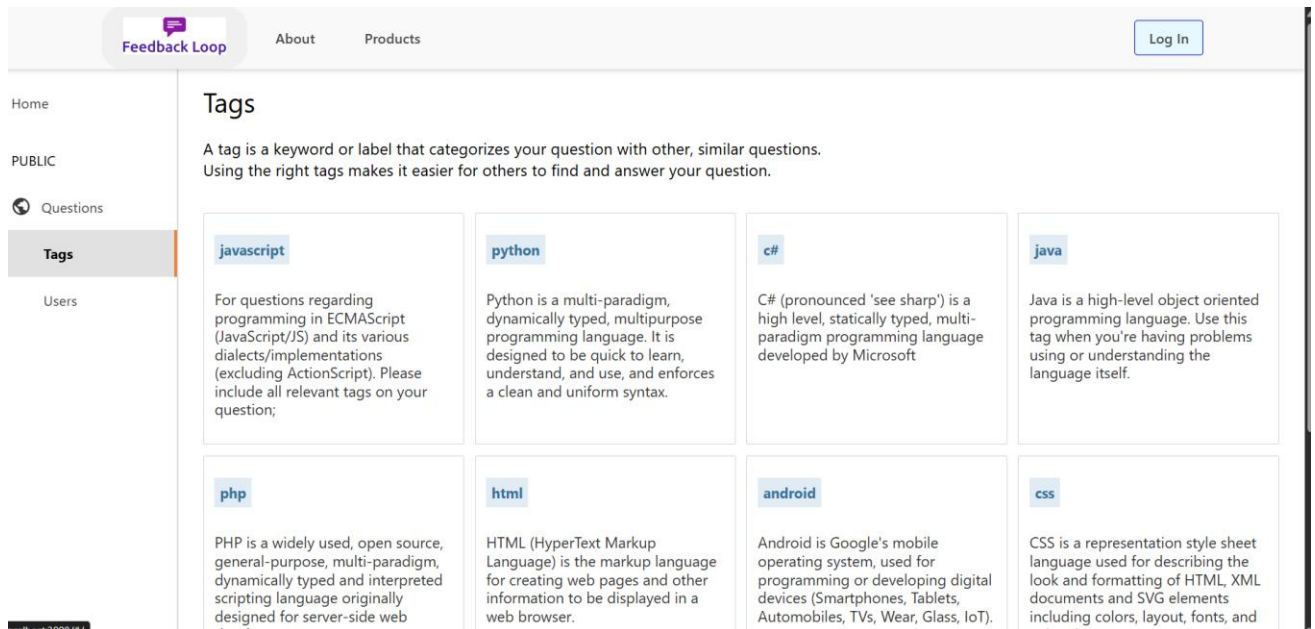 Feedback Loop
About
Products
Log In
Home
PUBLIC
Questions
Tags
Users
Tags
A tag is a keyword or label that categorizes your question with other, similar questions.
Using the right tags makes it easier for others to find and answer your question.
javascript
For questions regarding
programming in ECMAScript
(JavaScript/JS) and its various
dialects/implementations
(excluding ActionScript). Please
include all relevant tags on your
question;
python
Python is a multi-paradigm,
dynamically typed, multipurpose
programming language. It is
designed to be quick to learn,
understand, and use, and enforces
a clean and uniform syntax.
c#
C# (pronounced 'see sharp') is a
high level, statically typed, multi-
paradigm programming language
developed by Microsoft
java
Java is a high-level object oriented
programming language. Use this
tag when you're having problems
using or understanding the
language itself.
php
PHP is a widely used, open source,
general-purpose, multi-paradigm,
dynamically typed and interpreted
scripting language originally
designed for server-side web
html
HTML (HyperText Markup
Language) is the markup language
for creating web pages and other
information to be displayed in a
web browser.
android
Android is Google's mobile
operating system, used for
programming or developing digital
devices (Smartphones, Tablets,
Automobiles, TVs, Wear, Glass, IoT).
css
CSS is a representation style sheet
language used for describing the
look and formatting of HTML, XML
documents and SVG elements
including colors, layout, fonts, and